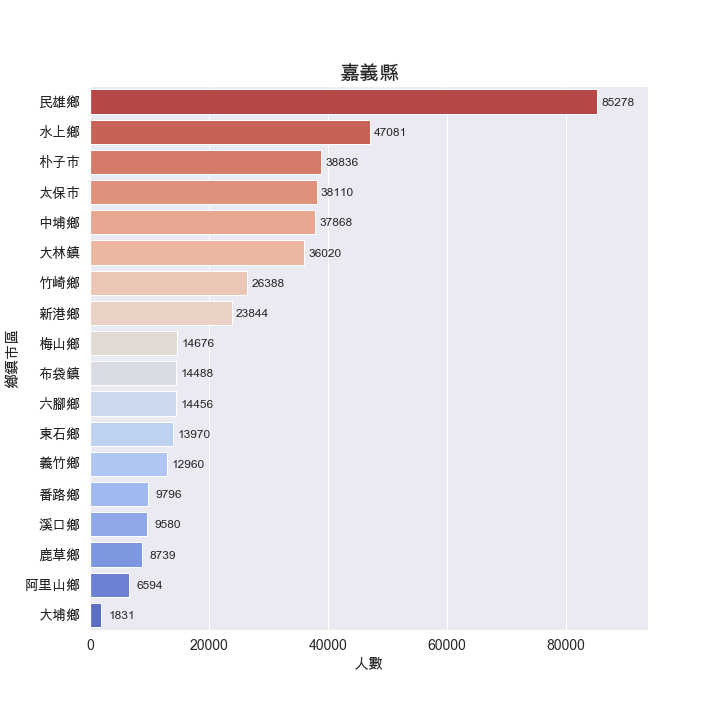 嘉義縣
民雄鄉 85278
水上鄉 47081
朴子市 38836
太保市 38110
中埔鄉 37868
大林鎮 36020
竹崎鄉 26388
新港鄉 23844
梅山鄉 14676
布袋鎮 14488
六腳鄉 14456
東石鄉 13970
義竹鄉 12960
番路鄉 9796
溪口鄉 9580
鹿草鄉 8739
阿里山鄉 6594
大埔鄉 1831
鄉鎮市區
0 20000 40000 60000 80000
人數